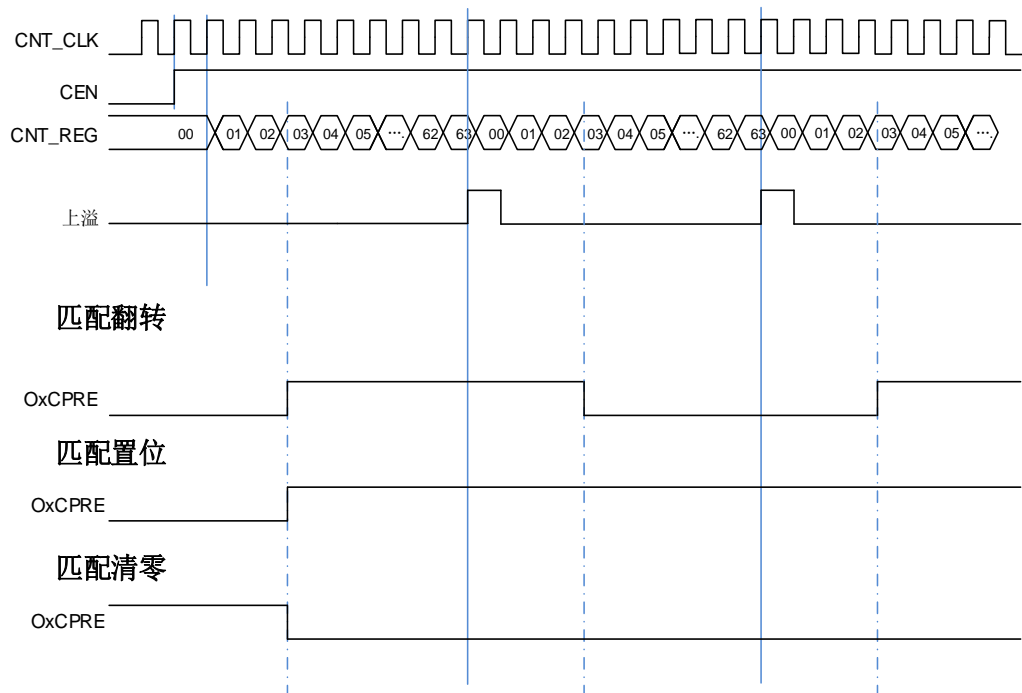 CNT_CLK
CEN
CNT_REG 00 01 02 03 04 05 ···. 62 63 00 01 02 03 04 05 ···. 62 63 00 01 02 03 04 05 ···.
上溢
匹配翻转
OxCPRE
匹配置位
OxCPRE
匹配清零
OxCPRE